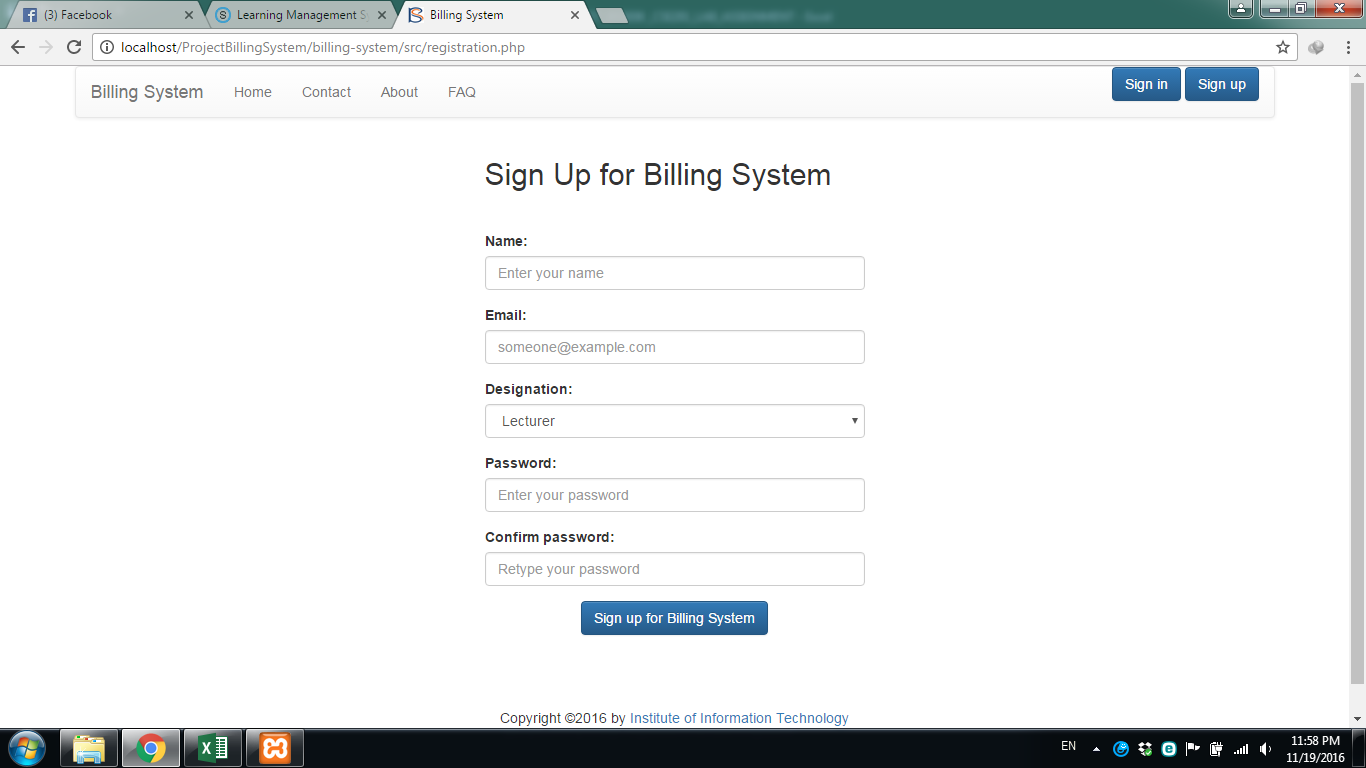 (3) Facebook
Learning Management S
Billing System
localhost/ProjectBillingSystem/billing-system/src/registration.php
Billing System Home Contact About FAQ Sign in Sign up
Sign Up for Billing System
Name:
Enter your name
Email:
someone@example.com
Designation:
Lecturer
Password:
Enter your password
Confirm password:
Retype your password
Sign up for Billing System
Copyright ©2016 by Institute of Information Technology
EN
11:58 PM
11/19/2016